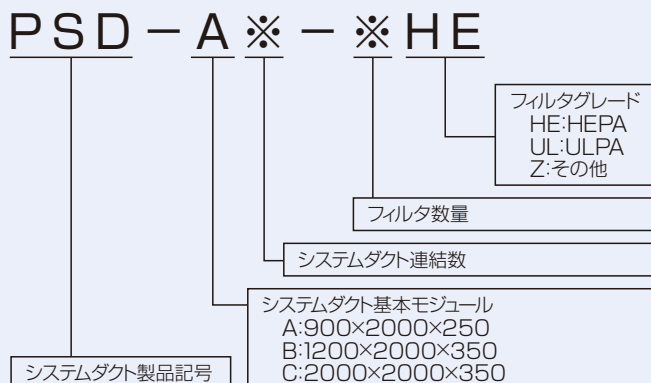 PSD－A※－※HE
フィルタグレード
HE:HEPA
UL:ULPA
Z:その他
フィルタ数量
システムダクト連結数
システムダクト基本モジュール
A:900×2000×250
B:1200×2000×350
C:2000×2000×350
システムダクト製品記号